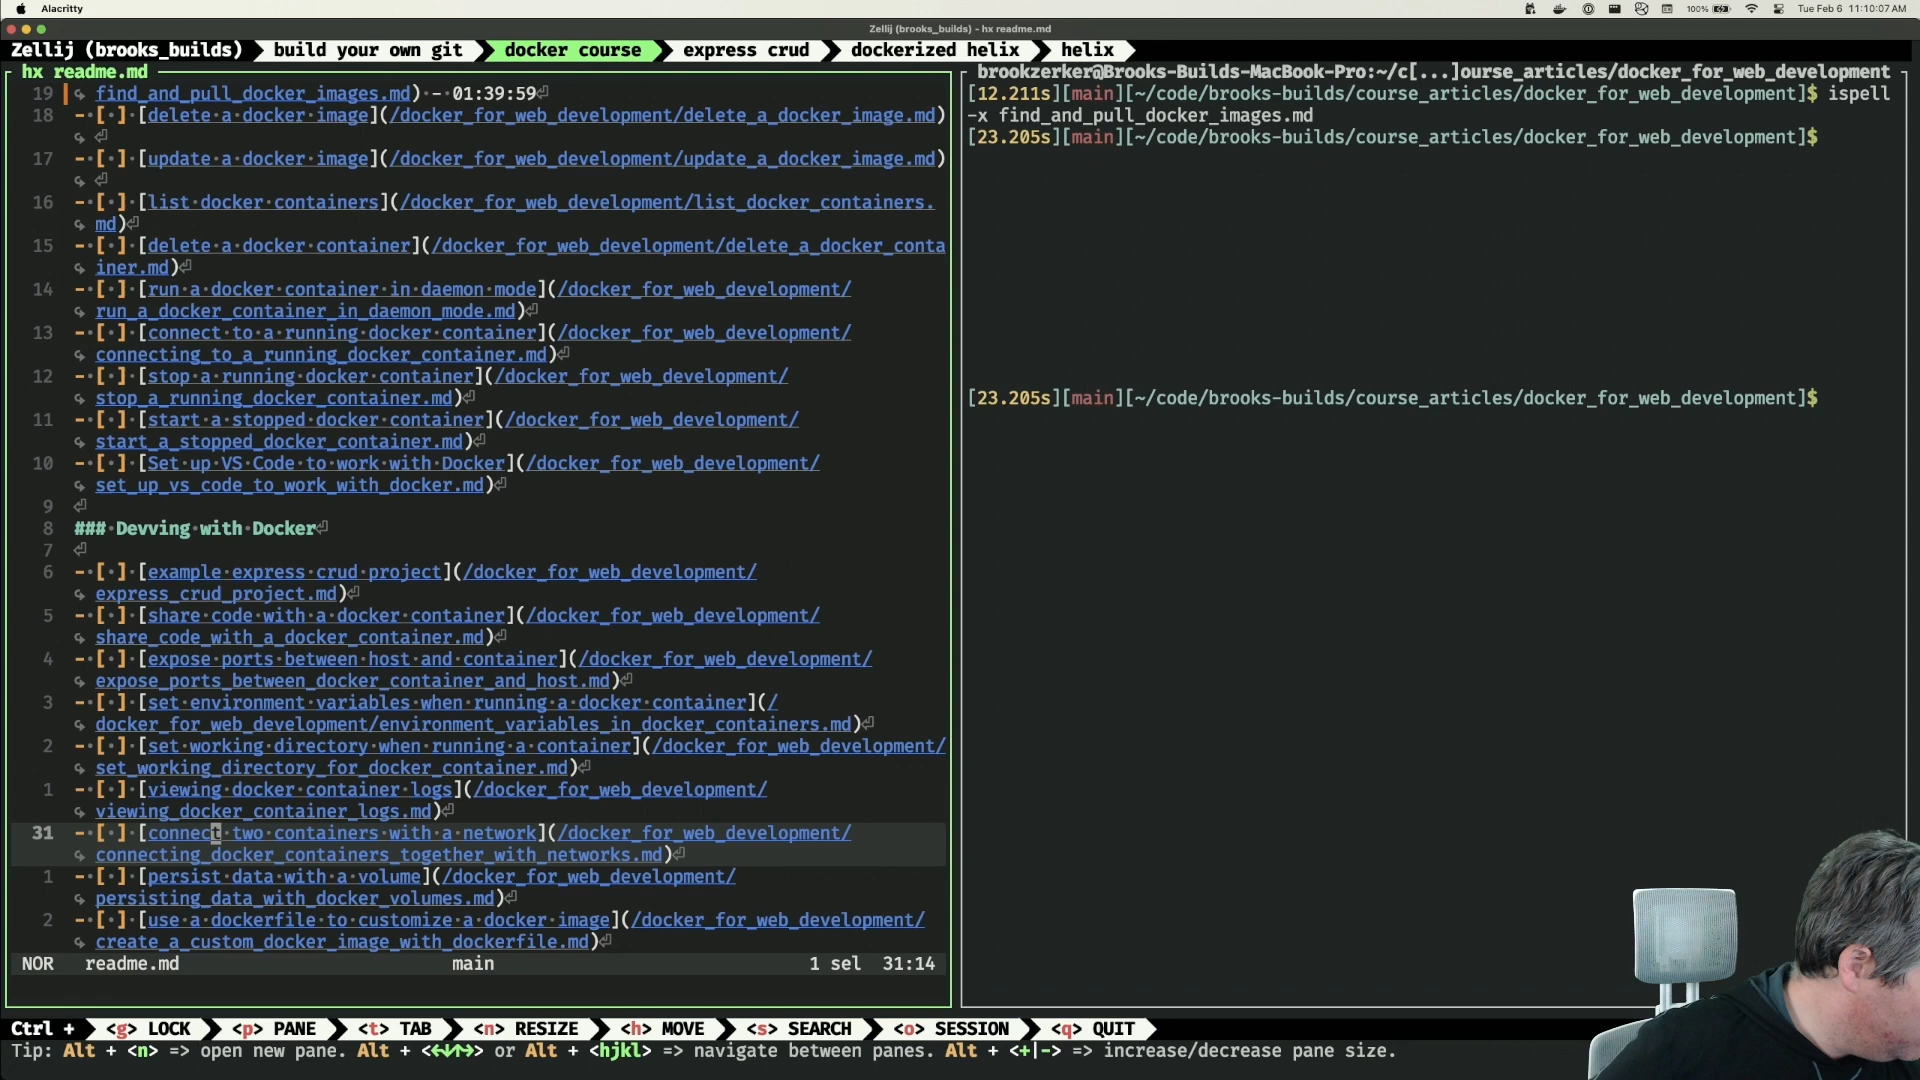 Alacritty
100%
Tue Feb 6 11:10:07 AM
Zellij (brooks_builds) - hx readme.md
Zellij (brooks_builds) build your own git docker course express crud dockerized helix helix
hx readme.md
19 ↪ find_and_pull_docker_images.md) -·01:39:59⏎
18 -·[·]·[delete·a·docker·image](/docker_for_web_development/delete_a_docker_image.md)
↪ ⏎
17 -·[·]·[update·a·docker·image](/docker_for_web_development/update_a_docker_image.md)
↪ ⏎
16 -·[·]·[list·docker·containers](/docker_for_web_development/list_docker_containers.
↪ md)⏎
15 -·[·]·[delete·a·docker·container](/docker_for_web_development/delete_a_docker_conta
↪ iner.md)⏎
14 -·[·]·[run·a·docker·container·in·daemon·mode](/docker_for_web_development/
↪ run_a_docker_container_in_daemon_mode.md)⏎
13 -·[·]·[connect·to·a·running·docker·container](/docker_for_web_development/
↪ connecting_to_a_running_docker_container.md)⏎
12 -·[·]·[stop·a·running·docker·container](/docker_for_web_development/
↪ stop_a_running_docker_container.md)⏎
11 -·[·]·[start·a·stopped·docker·container](/docker_for_web_development/
↪ start_a_stopped_docker_container.md)⏎
10 -·[·]·[Set·up·VS·Code·to·work·with·Docker](/docker_for_web_development/
↪ set_up_vs_code_to_work_with_docker.md)⏎
9 ⏎
8 ###·Devving·with·Docker⏎
7 ⏎
6 -·[·]·[example·express·crud·project](/docker_for_web_development/
↪ express_crud_project.md)⏎
5 -·[·]·[share·code·with·a·docker·container](/docker_for_web_development/
↪ share_code_with_a_docker_container.md)⏎
4 -·[·]·[expose·ports·between·host·and·container](/docker_for_web_development/
↪ expose_ports_between_docker_container_and_host.md)⏎
3 -·[·]·[set·environment·variables·when·running·a·docker·container](/
↪ docker_for_web_development/environment_variables_in_docker_containers.md)⏎
2 -·[·]·[set·working·directory·when·running·a·container](/docker_for_web_development/
↪ set_working_directory_for_docker_container.md)⏎
1 -·[·]·[viewing·docker·container·logs](/docker_for_web_development/
↪ viewing_docker_container_logs.md)⏎
31 -·[·]·[connect·two·containers·with·a·network](/docker_for_web_development/
↪ connecting_docker_containers_together_with_networks.md)⏎
1 -·[·]·[persist·data·with·a·volume](/docker_for_web_development/
↪ persisting_data_with_docker_volumes.md)⏎
2 -·[·]·[use·a·dockerfile·to·customize·a·docker·image](/docker_for_web_development/
↪ create_a_custom_docker_image_with_dockerfile.md)⏎
NOR readme.md main 1 sel 31:14
brookzerker@Brooks-Builds-MacBook-Pro:~/c[...]ourse_articles/docker_for_web_development
[12.211s][main][~/code/brooks-builds/course_articles/docker_for_web_development]$ ispell
-x find_and_pull_docker_images.md
[23.205s][main][~/code/brooks-builds/course_articles/docker_for_web_development]$
[23.205s][main][~/code/brooks-builds/course_articles/docker_for_web_development]$
Ctrl + <g> LOCK <p> PANE <t> TAB <n> RESIZE <h> MOVE <s> SEARCH <o> SESSION <q> QUIT
Tip: Alt + <n> => open new pane. Alt + <←↓↑→> or Alt + <hjkl> => navigate between panes. Alt + <+|-> => increase/decrease pane size.